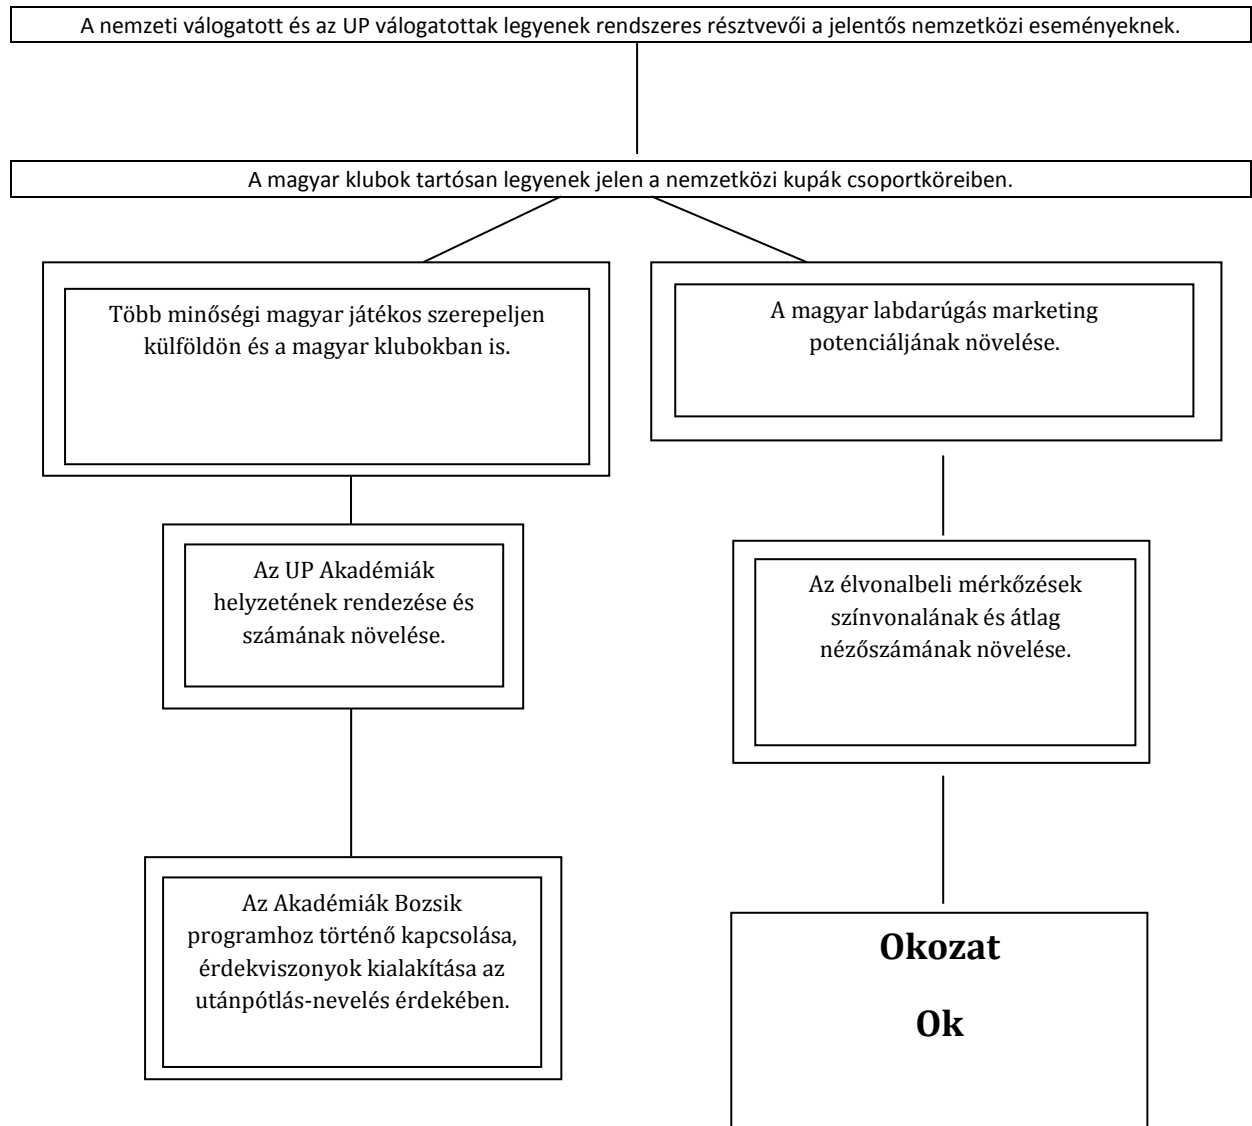 A nemzeti válogatott és az UP válogatottak legyenek rendszeres résztvevői a jelentős nemzetközi eseményeknek.
A magyar klubok tartósan legyenek jelen a nemzetközi kupák csoportköreiben.
Több minőségi magyar játékos szerepeljen
külföldön és a magyar klubokban is.
A magyar labdarúgás marketing
potenciáljának növelése.
Az UP Akadémiák
helyzetének rendezése és
számának növelése.
Az élvonalbeli mérkőzések
színvonalának és átlag
nézőszámának növelése.
Az Akadémiák Bozsik
programhoz történő kapcsolása,
érdekviszonyok kialakítása az
utánpótlás-nevelés érdekében.
Okozat
Ok